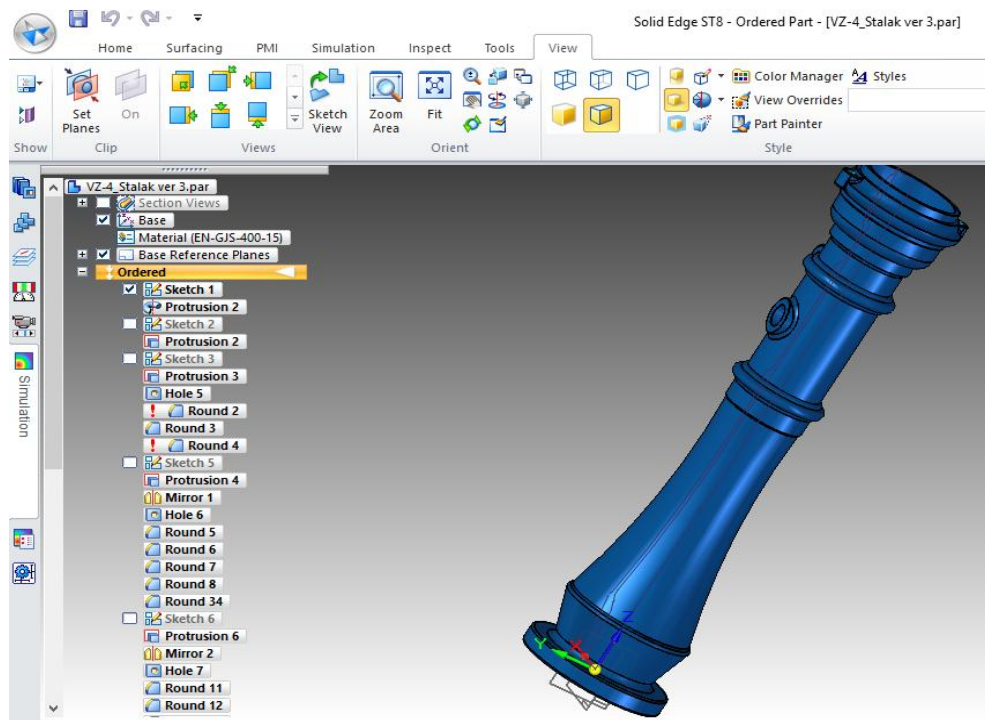 Solid Edge ST8 - Ordered Part - [VZ-4_Stalak ver 3.par]
Home Surfacing PMI Simulation Inspect Tools View
Set Planes
On
Sketch View
Zoom Area
Fit
Color Manager
Styles
View Overrides
Part Painter
Show Clip Views Orient Style
VZ-4_Stalak ver 3.par
Section Views
Base
Material (EN-GJS-400-15)
Base Reference Planes
Ordered
Sketch 1
Protrusion 2
Sketch 2
Protrusion 2
Sketch 3
Protrusion 3
Hole 5
! Round 2
Round 3
! Round 4
Sketch 5
Protrusion 4
Mirror 1
Hole 6
Round 5
Round 6
Round 7
Round 8
Round 34
Sketch 6
Protrusion 6
Mirror 2
Hole 7
Round 11
Round 12
Simulation
Z
Y
X